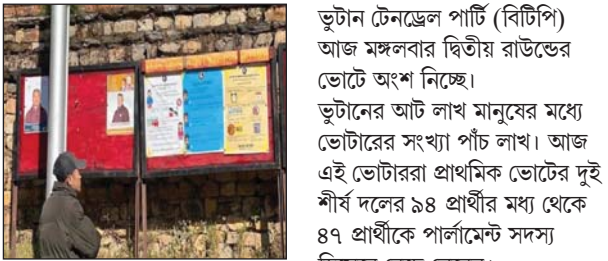 ভুটান টেনড্রেল পার্টি (বিটিপি)
আজ মঙ্গলবার দ্বিতীয় রাউন্ডের
ভোটে অংশ নিচ্ছে।
ভুটানের আট লাখ মানুষের মধ্যে
ভোটারের সংখ্যা পাঁচ লাখ। আজ
এই ভোটাররা প্রাথমিক ভোটের দুই
শীর্ষ দলের ৯৪ প্রার্থীর মধ্য থেকে
৪৭ প্রার্থীকে পার্লামেন্ট সদস্য